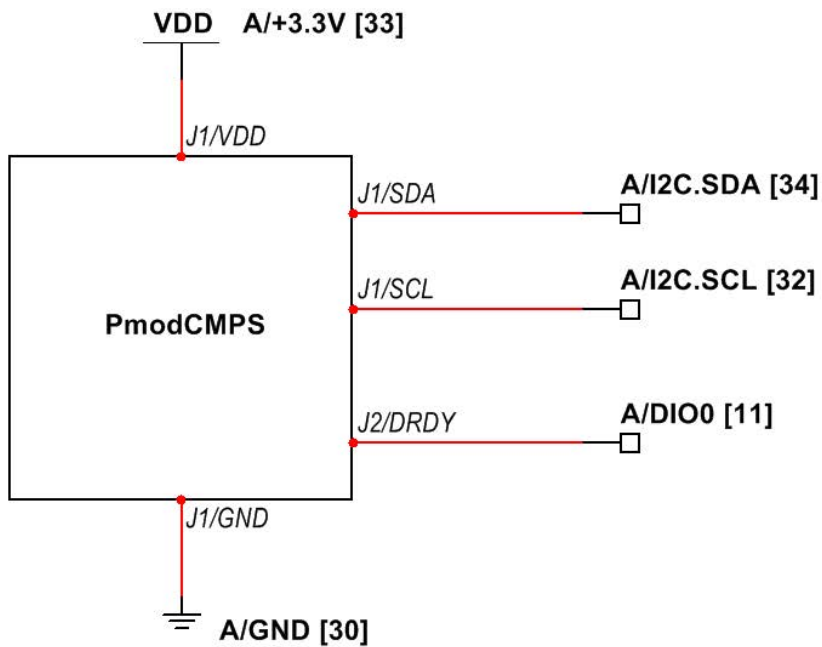 VDD A/+3.3V [33]
J1/VDD
J1/SDA
A/I2C.SDA [34]
J1/SCL
A/I2C.SCL [32]
PmodCMPS
J2/DRDY
A/DIO0 [11]
J1/GND
A/GND [30]